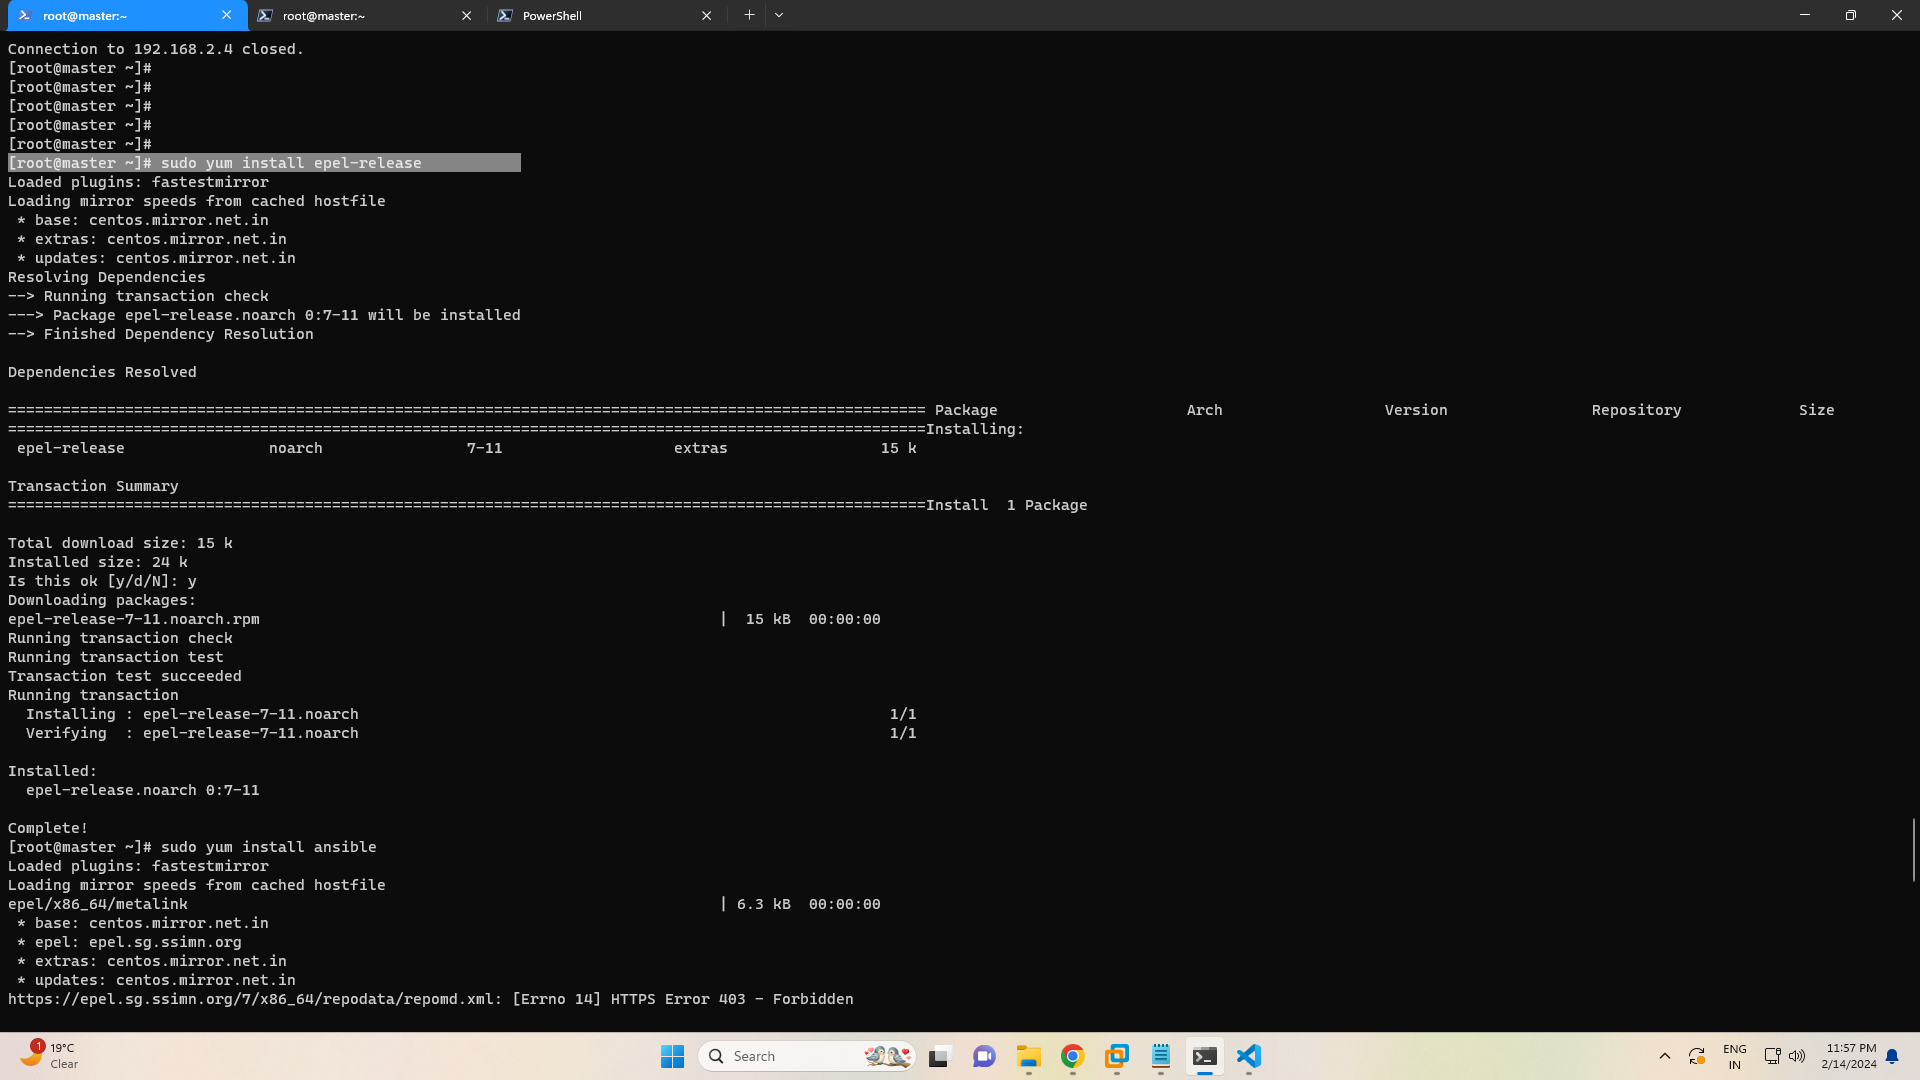 root@master:~
root@master:~
PowerShell
Connection to 192.168.2.4 closed.
[root@master ~]#
[root@master ~]#
[root@master ~]#
[root@master ~]#
[root@master ~]#
[root@master ~]# sudo yum install epel-release
Loaded plugins: fastestmirror
Loading mirror speeds from cached hostfile
 * base: centos.mirror.net.in
 * extras: centos.mirror.net.in
 * updates: centos.mirror.net.in
Resolving Dependencies
--> Running transaction check
---> Package epel-release.noarch 0:7-11 will be installed
--> Finished Dependency Resolution
Dependencies Resolved
====================================================================================================== Package Arch Version Repository Size
======================================================================================================Installing:
 epel-release noarch 7-11 extras 15 k
Transaction Summary
======================================================================================================Install  1 Package
Total download size: 15 k
Installed size: 24 k
Is this ok [y/d/N]: y
Downloading packages:
epel-release-7-11.noarch.rpm | 15 kB 00:00:00
Running transaction check
Running transaction test
Transaction test succeeded
Running transaction
  Installing : epel-release-7-11.noarch 1/1
  Verifying  : epel-release-7-11.noarch 1/1
Installed:
  epel-release.noarch 0:7-11
Complete!
[root@master ~]# sudo yum install ansible
Loaded plugins: fastestmirror
Loading mirror speeds from cached hostfile
epel/x86_64/metalink | 6.3 kB 00:00:00
 * base: centos.mirror.net.in
 * epel: epel.sg.ssimn.org
 * extras: centos.mirror.net.in
 * updates: centos.mirror.net.in
https://epel.sg.ssimn.org/7/x86_64/repodata/repomd.xml: [Errno 14] HTTPS Error 403 - Forbidden
1
19°C
Clear
Search
ENG
IN
11:57 PM
2/14/2024